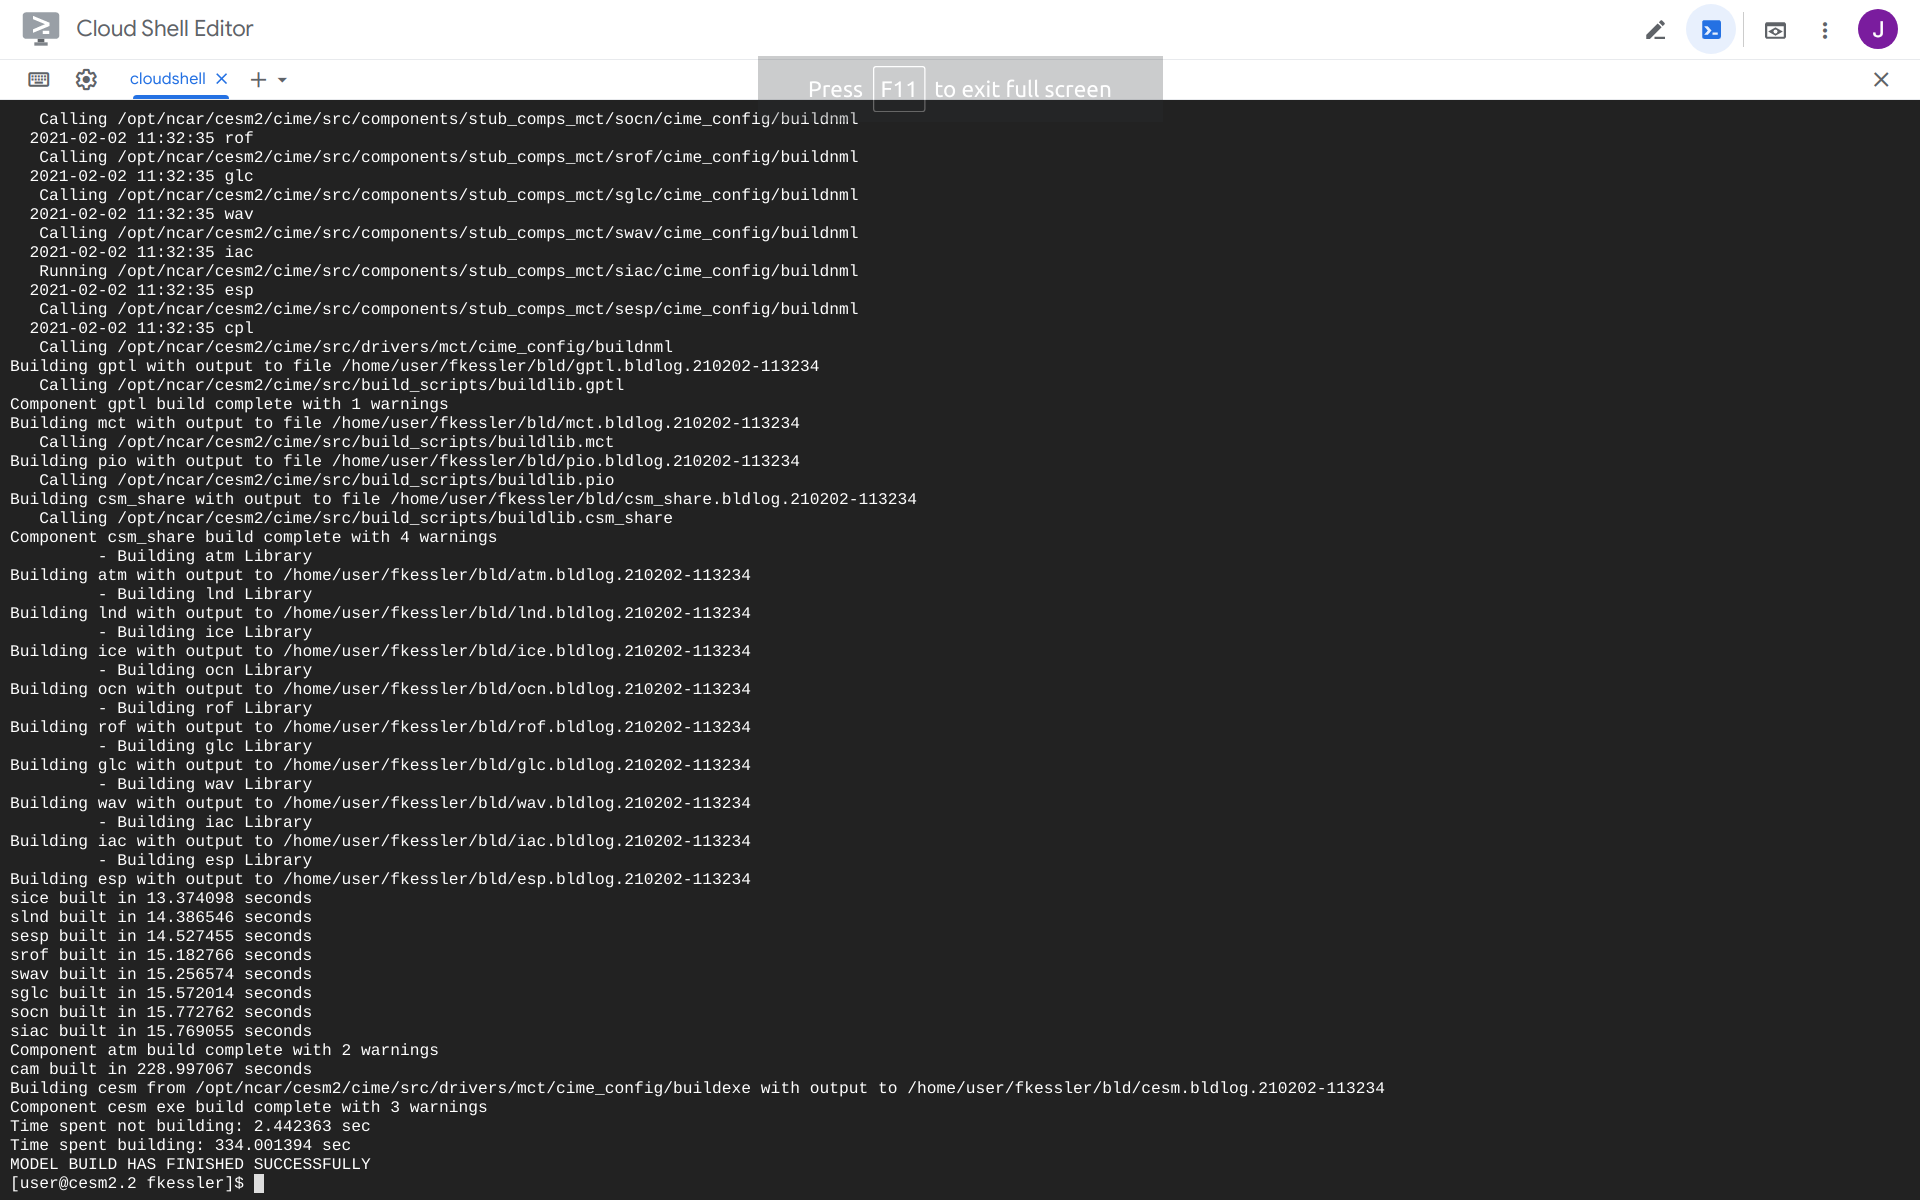 Cloud Shell Editor
J
cloudshell
Press F11 to exit full screen
   Calling /opt/ncar/cesm2/cime/src/components/stub_comps_mct/socn/cime_config/buildnml
  2021-02-02 11:32:35 rof
   Calling /opt/ncar/cesm2/cime/src/components/stub_comps_mct/srof/cime_config/buildnml
  2021-02-02 11:32:35 glc
   Calling /opt/ncar/cesm2/cime/src/components/stub_comps_mct/sglc/cime_config/buildnml
  2021-02-02 11:32:35 wav
   Calling /opt/ncar/cesm2/cime/src/components/stub_comps_mct/swav/cime_config/buildnml
  2021-02-02 11:32:35 iac
   Running /opt/ncar/cesm2/cime/src/components/stub_comps_mct/siac/cime_config/buildnml
  2021-02-02 11:32:35 esp
   Calling /opt/ncar/cesm2/cime/src/components/stub_comps_mct/sesp/cime_config/buildnml
  2021-02-02 11:32:35 cpl
   Calling /opt/ncar/cesm2/cime/src/drivers/mct/cime_config/buildnml
Building gptl with output to file /home/user/fkessler/bld/gptl.bldlog.210202-113234
   Calling /opt/ncar/cesm2/cime/src/build_scripts/buildlib.gptl
Component gptl build complete with 1 warnings
Building mct with output to file /home/user/fkessler/bld/mct.bldlog.210202-113234
   Calling /opt/ncar/cesm2/cime/src/build_scripts/buildlib.mct
Building pio with output to file /home/user/fkessler/bld/pio.bldlog.210202-113234
   Calling /opt/ncar/cesm2/cime/src/build_scripts/buildlib.pio
Building csm_share with output to file /home/user/fkessler/bld/csm_share.bldlog.210202-113234
   Calling /opt/ncar/cesm2/cime/src/build_scripts/buildlib.csm_share
Component csm_share build complete with 4 warnings
         - Building atm Library
Building atm with output to /home/user/fkessler/bld/atm.bldlog.210202-113234
         - Building lnd Library
Building lnd with output to /home/user/fkessler/bld/lnd.bldlog.210202-113234
         - Building ice Library
Building ice with output to /home/user/fkessler/bld/ice.bldlog.210202-113234
         - Building ocn Library
Building ocn with output to /home/user/fkessler/bld/ocn.bldlog.210202-113234
         - Building rof Library
Building rof with output to /home/user/fkessler/bld/rof.bldlog.210202-113234
         - Building glc Library
Building glc with output to /home/user/fkessler/bld/glc.bldlog.210202-113234
         - Building wav Library
Building wav with output to /home/user/fkessler/bld/wav.bldlog.210202-113234
         - Building iac Library
Building iac with output to /home/user/fkessler/bld/iac.bldlog.210202-113234
         - Building esp Library
Building esp with output to /home/user/fkessler/bld/esp.bldlog.210202-113234
sice built in 13.374098 seconds
slnd built in 14.386546 seconds
sesp built in 14.527455 seconds
srof built in 15.182766 seconds
swav built in 15.256574 seconds
sglc built in 15.572014 seconds
socn built in 15.772762 seconds
siac built in 15.769055 seconds
Component atm build complete with 2 warnings
cam built in 228.997067 seconds
Building cesm from /opt/ncar/cesm2/cime/src/drivers/mct/cime_config/buildexe with output to /home/user/fkessler/bld/cesm.bldlog.210202-113234
Component cesm exe build complete with 3 warnings
Time spent not building: 2.442363 sec
Time spent building: 334.001394 sec
MODEL BUILD HAS FINISHED SUCCESSFULLY
[user@cesm2.2 fkessler]$